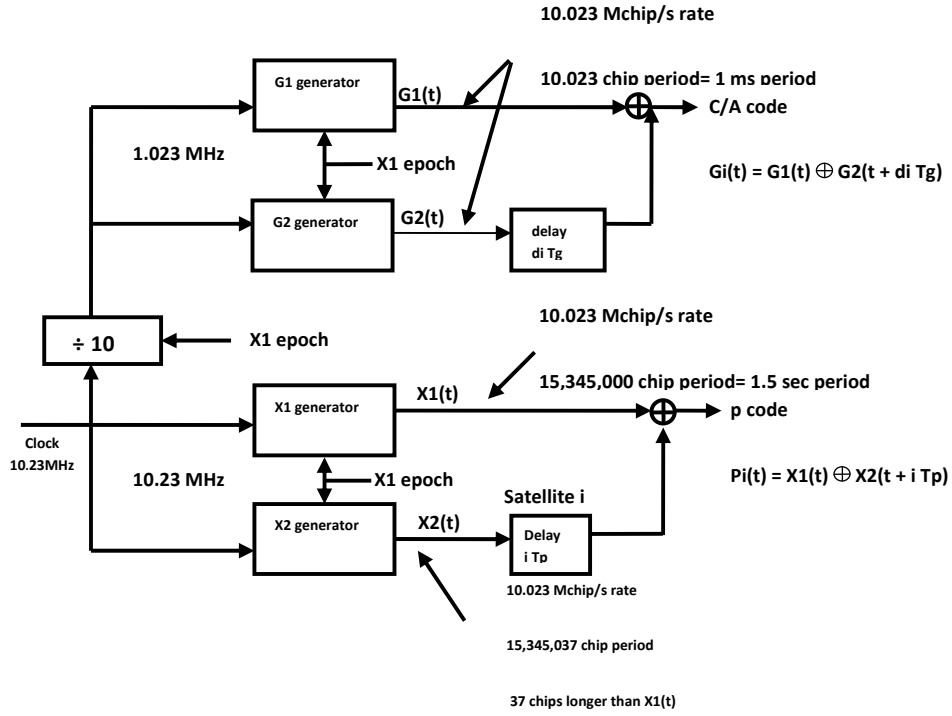 10.023 Mchip/s rate
10.023 chip period= 1 ms period
G1 generator
G1(t)
C/A code
1.023 MHz
X1 epoch
Gi(t) = G1(t) ⊕ G2(t + di Tg)
G2 generator
G2(t)
delay
di Tg
10.023 Mchip/s rate
÷ 10
X1 epoch
15,345,000 chip period= 1.5 sec period
X1 generator
X1(t)
p code
Clock
10.23MHz
10.23 MHz
X1 epoch
Pi(t) = X1(t) ⊕ X2(t + i Tp)
Satellite i
X2 generator
X2(t)
Delay
i Tp
10.023 Mchip/s rate
15,345,037 chip period
37 chips longer than X1(t)